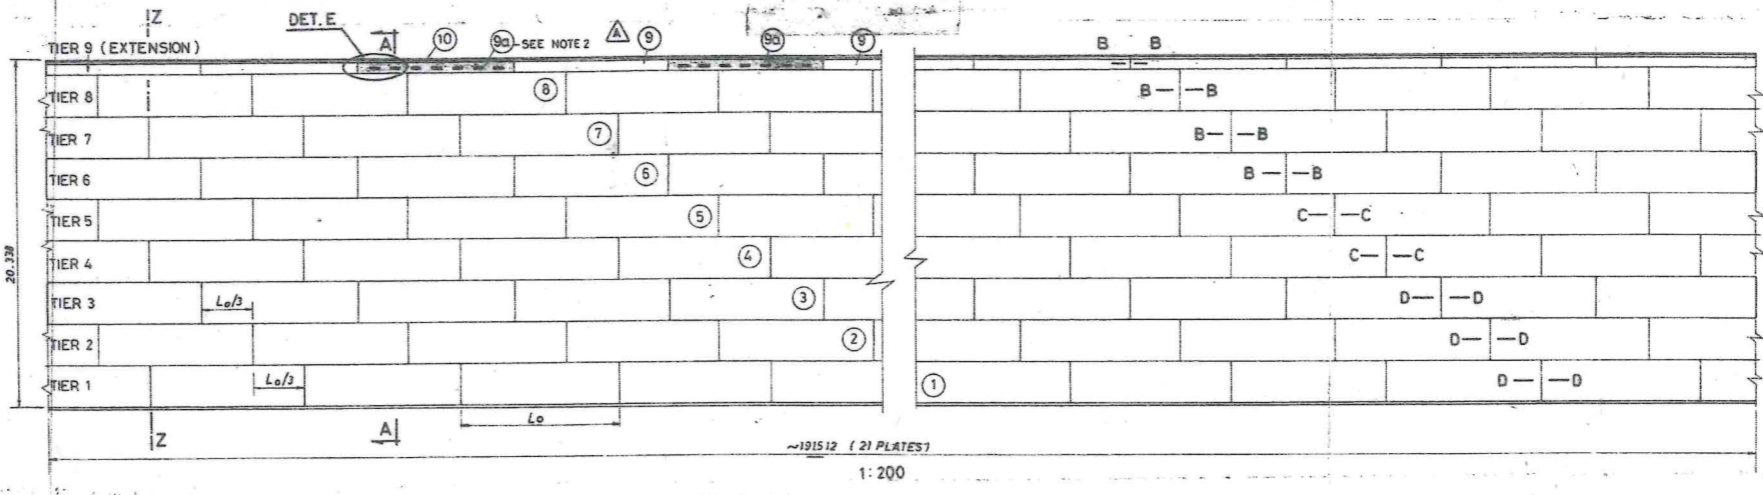 Z
DET. E
A
10
9a
SEE NOTE 2
A
9
9a
9
B B
TIER 9 (EXTENSION)
TIER 8
8
B B
TIER 7
7
B B
TIER 6
6
B B
TIER 5
5
C C
TIER 4
4
C C
TIER 3
Lo/3
3
D D
TIER 2
2
D D
TIER 1
Lo/3
1
D D
20.338
Lo
Z
A
~191512 (21 PLATES)
1:200